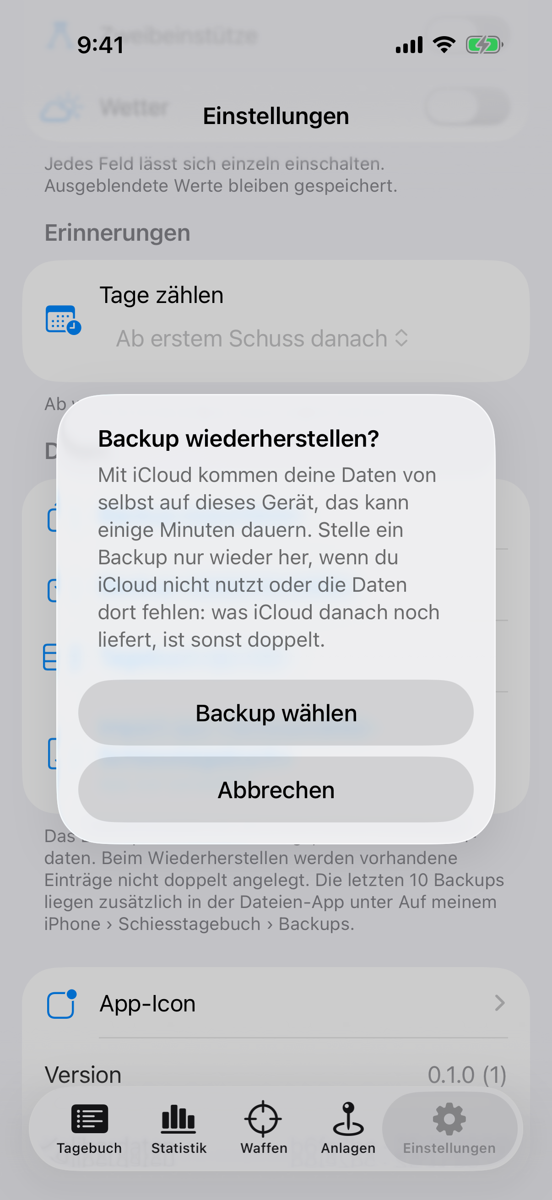 9:41
Zweibeinstütze
Wetter
Einstellungen
Jedes Feld lässt sich einzeln einschalten.
Ausgeblendete Werte bleiben gespeichert.
Erinnerungen
Tage zählen
Ab erstem Schuss danach
Ab
D
Backup wiederherstellen?
Mit iCloud kommen deine Daten von
selbst auf dieses Gerät, das kann
einige Minuten dauern. Stelle ein
Backup nur wieder her, wenn du
iCloud nicht nutzt oder die Daten
dort fehlen: was iCloud danach noch
liefert, ist sonst doppelt.
Backup wählen
Abbrechen
Das
daten. Beim Wiederherstellen werden vorhandene
Einträge nicht doppelt angelegt. Die letzten 10 Backups
liegen zusätzlich in der Dateien-App unter Auf meinem
iPhone › Schiesstagebuch › Backups.
App-Icon
Version 0.1.0 (1)
Tagebuch Statistik Waffen Anlagen Einstellungen